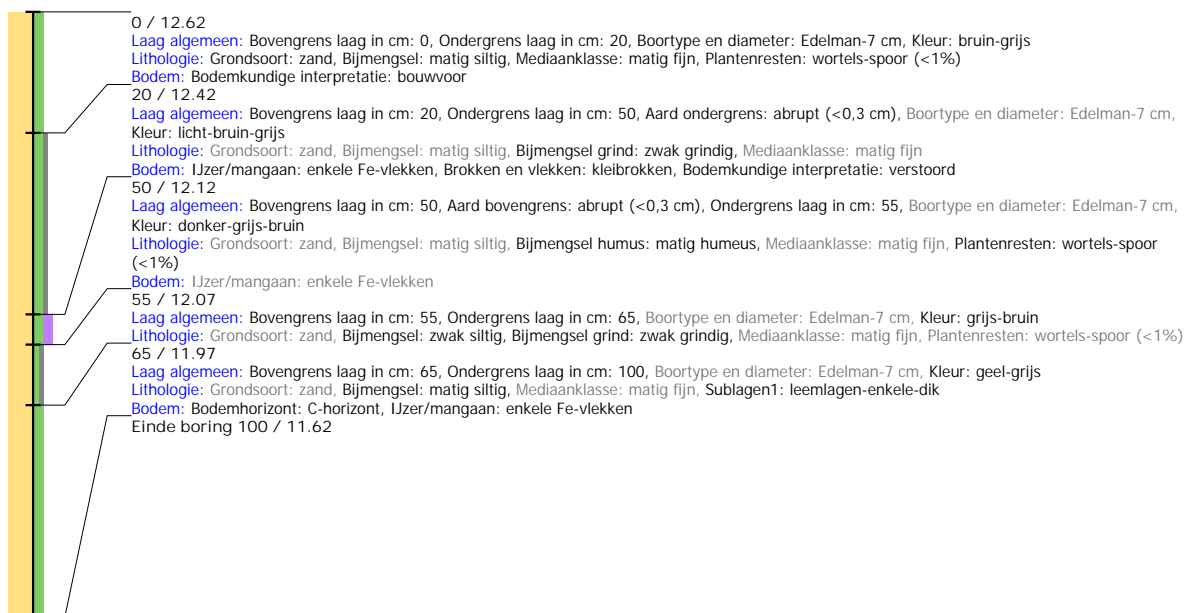 0 / 12.62
Laag algemeen: Bovengrens laag in cm: 0, Ondergrens laag in cm: 20, Boortype en diameter: Edelman-7 cm, Kleur: bruin-grijs
Lithologie: Grondsoort: zand, Bijmengsel: matig siltig, Mediaanklasse: matig fijn, Plantenresten: wortels-spoor (<1%)
Bodem: Bodemkundige interpretatie: bouwvoor
20 / 12.42
Laag algemeen: Bovengrens laag in cm: 20, Ondergrens laag in cm: 50, Aard ondergrens: abrupt (<0,3 cm), Boortype en diameter: Edelman-7 cm,
Kleur: licht-bruin-grijs
Lithologie: Grondsoort: zand, Bijmengsel: matig siltig, Bijmengsel grind: zwak grindig, Mediaanklasse: matig fijn
Bodem: IJzer/mangaan: enkele Fe-vlekken, Brokken en vlekken: kleibrokken, Bodemkundige interpretatie: verstoord
50 / 12.12
Laag algemeen: Bovengrens laag in cm: 50, Aard bovengrens: abrupt (<0,3 cm), Ondergrens laag in cm: 55, Boortype en diameter: Edelman-7 cm,
Kleur: donker-grijs-bruin
Lithologie: Grondsoort: zand, Bijmengsel: matig siltig, Bijmengsel humus: matig humeus, Mediaanklasse: matig fijn, Plantenresten: wortels-spoor
(<1%)
Bodem: IJzer/mangaan: enkele Fe-vlekken
55 / 12.07
Laag algemeen: Bovengrens laag in cm: 55, Ondergrens laag in cm: 65, Boortype en diameter: Edelman-7 cm, Kleur: grijs-bruin
Lithologie: Grondsoort: zand, Bijmengsel: zwak siltig, Bijmengsel grind: zwak grindig, Mediaanklasse: matig fijn, Plantenresten: wortels-spoor (<1%)
65 / 11.97
Laag algemeen: Bovengrens laag in cm: 65, Ondergrens laag in cm: 100, Boortype en diameter: Edelman-7 cm, Kleur: geel-grijs
Lithologie: Grondsoort: zand, Bijmengsel: matig siltig, Mediaanklasse: matig fijn, Sublagen1: leemlagen-enkele-dik
Bodem: Bodemhorizont: C-horizont, IJzer/mangaan: enkele Fe-vlekken
Einde boring 100 / 11.62